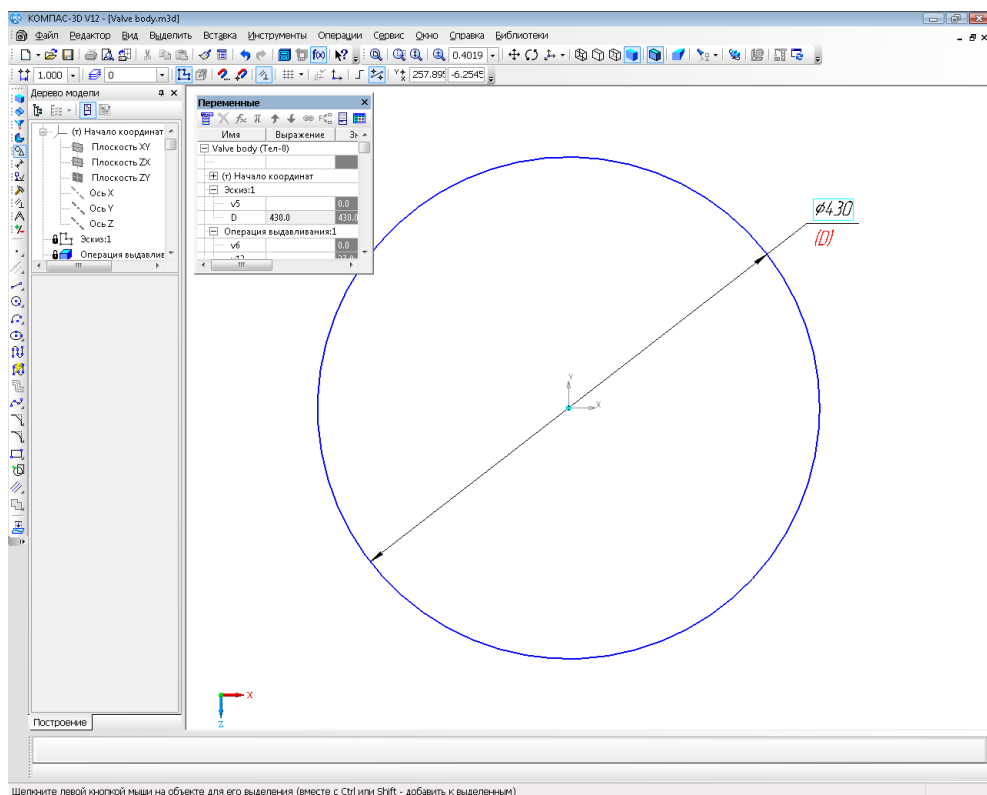 КОМПАС-3D V12 - [Valve body.m3d]
Файл Редактор Вид Выделить Вставка Инструменты Операции Сервис Окно Справка Библиотеки
0.4019
1.000 0 257.895 -6.2545
Дерево модели
(т) Начало координат
Плоскость XY
Плоскость ZX
Плоскость ZY
Ось X
Ось Y
Ось Z
Эскиз:1
Операция выдавлив
Построение
Переменные
Имя Выражение Зн
Valve body (Тел-0)
(т) Начало координат
Эскиз:1
v5 0.0
D 430.0 430.0
Операция выдавливания:1
v6 0.0
Ø430
(D)
Y
X
X
Z
Щелкните левой кнопкой мыши на объекте для его выделения (вместе с Ctrl или Shift - добавить к выделенным)